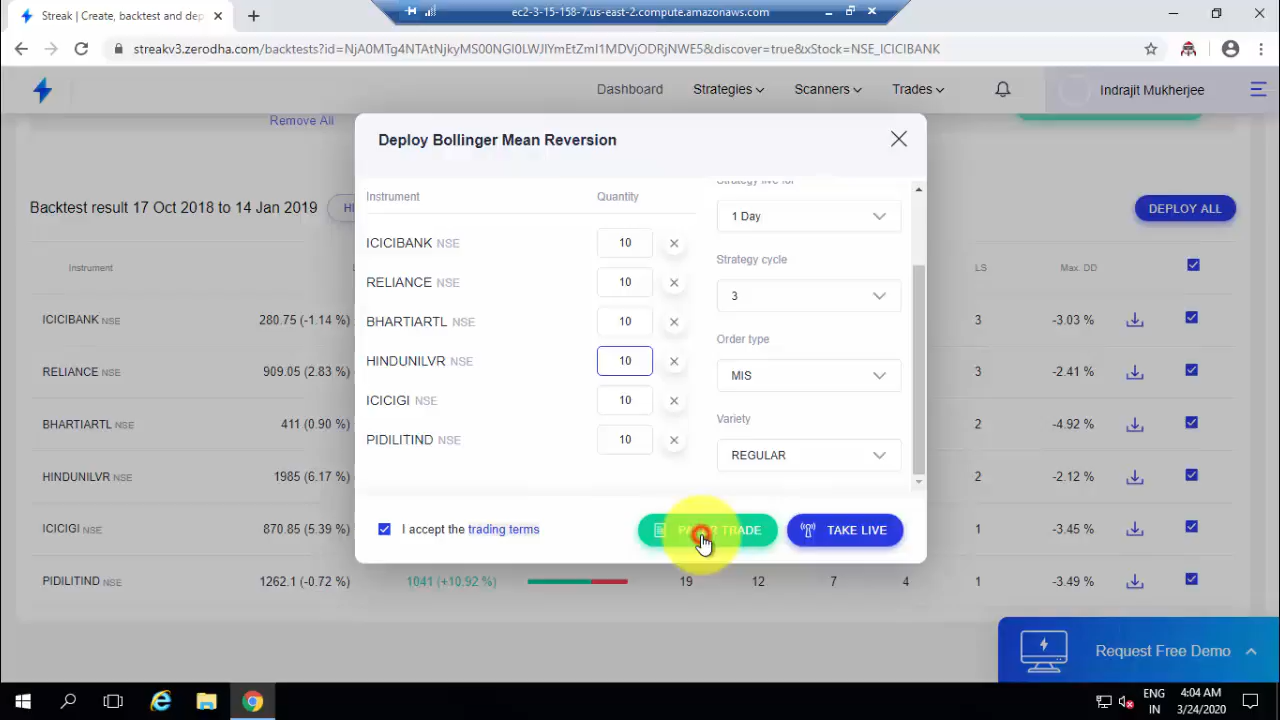 Streak | Create, backtest and dep
ec2-3-15-158-7.us-east-2.compute.amazonaws.com
streakv3.zerodha.com/backtests?id=NjA0MTg4NTAtNjkyMS00NGI0LWJlYmEtZmI1MDVjODRjNWE5&discover=true&xStock=NSE_ICICIBANK
Dashboard Strategies Scanners Trades Indrajit Mukherjee
Remove All
Deploy Bollinger Mean Reversion
Backtest result 17 Oct 2018 to 14 Jan 2019 HI
DEPLOY ALL
Instrument
LS Max. DD
ICICIBANK NSE 280.75 (-1.14 %) 3 -3.03 %
RELIANCE NSE 909.05 (2.83 %) 3 -2.41 %
BHARTIARTL NSE 411 (0.90 %) 2 -4.92 %
HINDUNILVR NSE 1985 (6.17 %) 2 -2.12 %
ICICIGI NSE 870.85 (5.39 %) 1 -3.45 %
PIDILITIND NSE 1262.1 (-0.72 %) 1041 (+10.92 %) 19 12 7 4 1 -3.49 %
Instrument Quantity
ICICIBANK NSE 10
RELIANCE NSE 10
BHARTIARTL NSE 10
HINDUNILVR NSE 10
ICICIGI NSE 10
PIDILITIND NSE 10
Strategy live for
1 Day
Strategy cycle
3
Order type
MIS
Variety
REGULAR
I accept the trading terms
PAPER TRADE
TAKE LIVE
Request Free Demo
ENG
IN
4:04 AM
3/24/2020